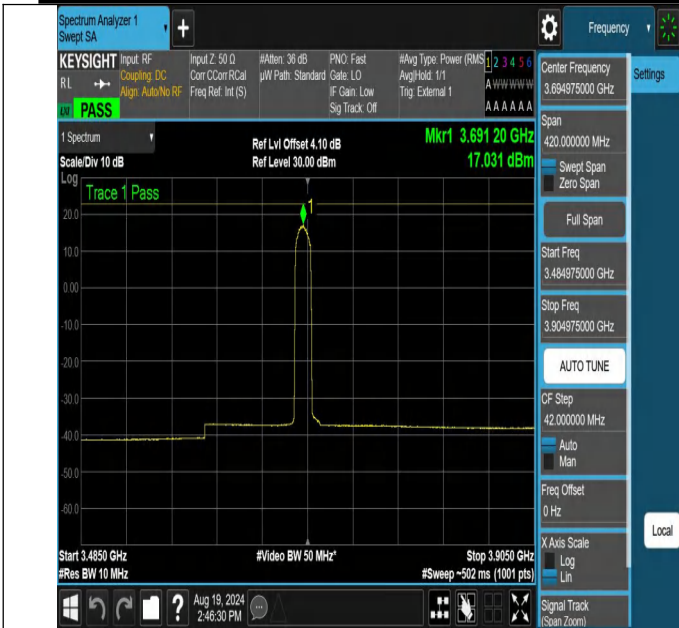 Spectrum Analyzer 1
Swept SA
+
Frequency
KEYSIGHT
RL
PASS
Input: RF
Coupling: DC
Align: Auto/No RF
Input Z: 50 Ω
Corr CCorr RCal
Freq Ref: Int (S)
#Atten: 36 dB
µW Path: Standard
PNO: Fast
Gate: LO
IF Gain: Low
Sig Track: Off
#Avg Type: Power (RMS
Avg|Hold: 1/1
Trig: External 1
1 2 3 4 5 6
A W W W W W
A A A A A A
1 Spectrum
Scale/Div 10 dB
Log
Ref Lvl Offset 4.10 dB
Ref Level 30.00 dBm
Mkr1 3.691 20 GHz
17.031 dBm
Trace 1 Pass
1
20.0
10.0
0.00
-10.0
-20.0
-30.0
-40.0
-50.0
-60.0
Start 3.4850 GHz
#Res BW 10 MHz
#Video BW 50 MHz*
Stop 3.9050 GHz
#Sweep ~502 ms (1001 pts)
?
Aug 19, 2024
2:46:30 PM
Center Frequency
3.694975000 GHz
Settings
Span
420.000000 MHz
Swept Span
Zero Span
Full Span
Start Freq
3.484975000 GHz
Stop Freq
3.904975000 GHz
AUTO TUNE
CF Step
42.000000 MHz
Auto
Man
Freq Offset
0 Hz
Local
X Axis Scale
Log
Lin
Signal Track
(Span Zoom)